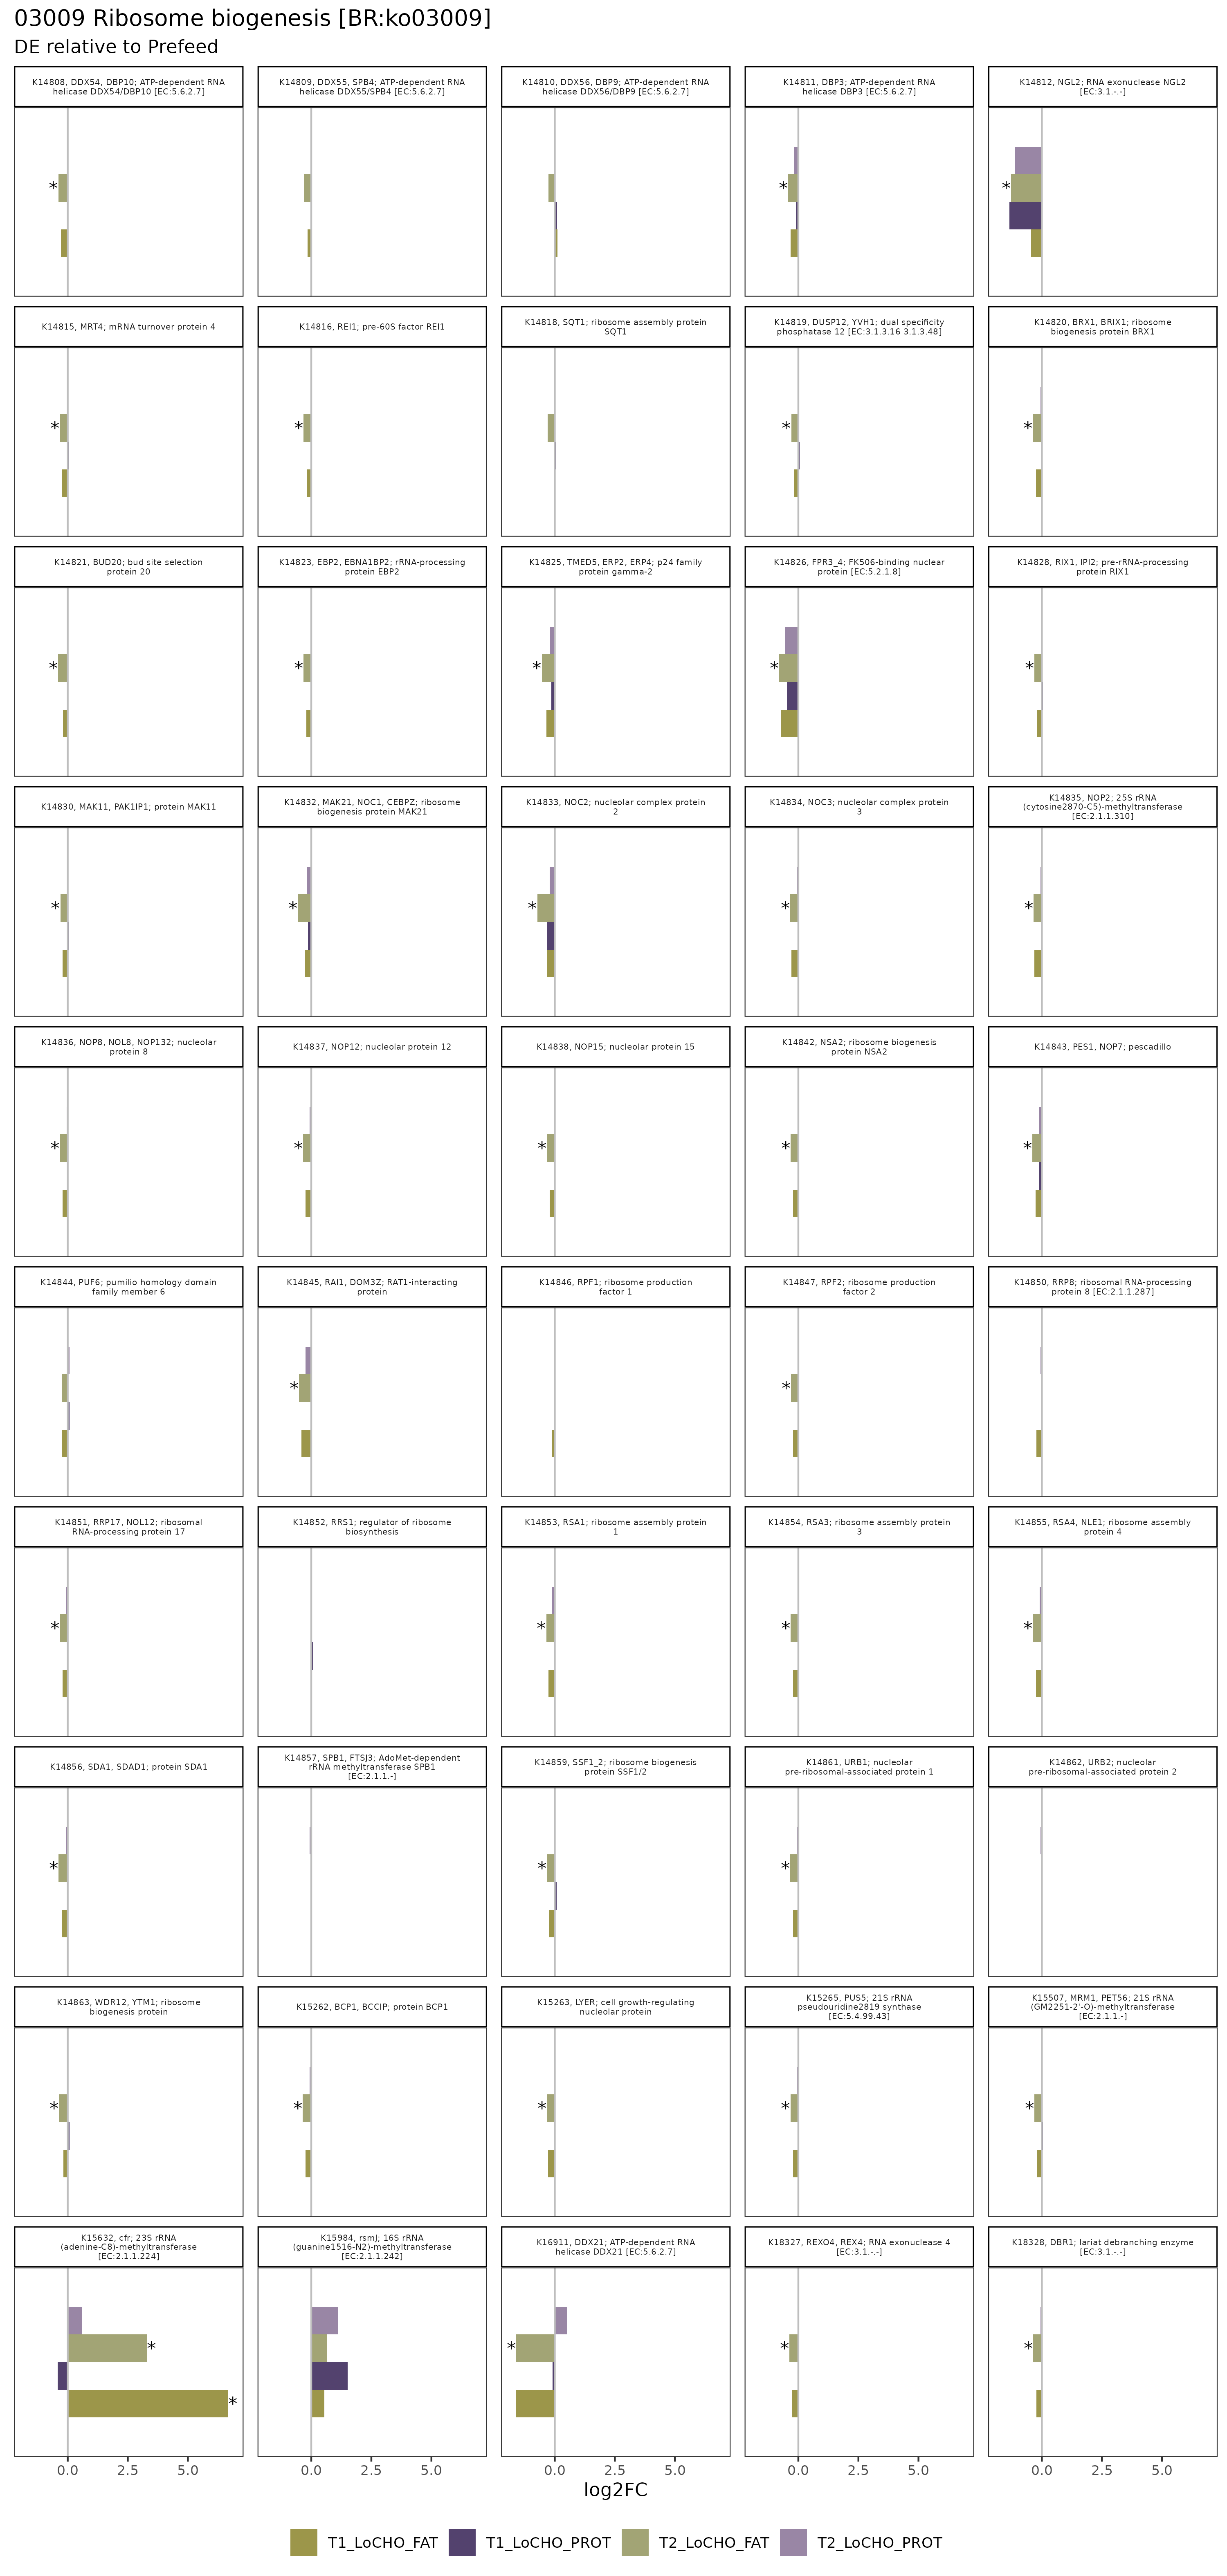 03009 Ribosome biogenesis [BR:ko03009]
DE relative to Prefeed
K14808, DDX54, DBP10; ATP-dependent RNA
helicase DDX54/DBP10 [EC:5.6.2.7]
K14809, DDX55, SPB4; ATP-dependent RNA
helicase DDX55/SPB4 [EC:5.6.2.7]
K14810, DDX56, DBP9; ATP-dependent RNA
helicase DDX56/DBP9 [EC:5.6.2.7]
K14811, DBP3; ATP-dependent RNA
helicase DBP3 [EC:5.6.2.7]
K14812, NGL2; RNA exonuclease NGL2
[EC:3.1.-.-]
*
*
*
K14815, MRT4; mRNA turnover protein 4
K14816, REI1; pre-60S factor REI1
K14818, SQT1; ribosome assembly protein
SQT1
K14819, DUSP12, YVH1; dual specificity
phosphatase 12 [EC:3.1.3.16 3.1.3.48]
K14820, BRX1, BRIX1; ribosome
biogenesis protein BRX1
*
*
*
*
K14821, BUD20; bud site selection
protein 20
K14823, EBP2, EBNA1BP2; rRNA-processing
protein EBP2
K14825, TMED5, ERP2, ERP4; p24 family
protein gamma-2
K14826, FPR3_4; FK506-binding nuclear
protein [EC:5.2.1.8]
K14828, RIX1, IPI2; pre-rRNA-processing
protein RIX1
*
*
*
*
*
K14830, MAK11, PAK1IP1; protein MAK11
K14832, MAK21, NOC1, CEBPZ; ribosome
biogenesis protein MAK21
K14833, NOC2; nucleolar complex protein
2
K14834, NOC3; nucleolar complex protein
3
K14835, NOP2; 25S rRNA
(cytosine2870-C5)-methyltransferase
[EC:2.1.1.310]
*
*
*
*
*
K14836, NOP8, NOL8, NOP132; nucleolar
protein 8
K14837, NOP12; nucleolar protein 12
K14838, NOP15; nucleolar protein 15
K14842, NSA2; ribosome biogenesis
protein NSA2
K14843, PES1, NOP7; pescadillo
*
*
*
*
*
K14844, PUF6; pumilio homology domain
family member 6
K14845, RAI1, DOM3Z; RAT1-interacting
protein
K14846, RPF1; ribosome production
factor 1
K14847, RPF2; ribosome production
factor 2
K14850, RRP8; ribosomal RNA-processing
protein 8 [EC:2.1.1.287]
*
*
K14851, RRP17, NOL12; ribosomal
RNA-processing protein 17
K14852, RRS1; regulator of ribosome
biosynthesis
K14853, RSA1; ribosome assembly protein
1
K14854, RSA3; ribosome assembly protein
3
K14855, RSA4, NLE1; ribosome assembly
protein 4
*
*
*
*
K14856, SDA1, SDAD1; protein SDA1
K14857, SPB1, FTSJ3; AdoMet-dependent
rRNA methyltransferase SPB1
[EC:2.1.1.-]
K14859, SSF1_2; ribosome biogenesis
protein SSF1/2
K14861, URB1; nucleolar
pre-ribosomal-associated protein 1
K14862, URB2; nucleolar
pre-ribosomal-associated protein 2
*
*
*
K14863, WDR12, YTM1; ribosome
biogenesis protein
K15262, BCP1, BCCIP; protein BCP1
K15263, LYER; cell growth-regulating
nucleolar protein
K15265, PUS5; 21S rRNA
pseudouridine2819 synthase
[EC:5.4.99.43]
K15507, MRM1, PET56; 21S rRNA
(GM2251-2'-O)-methyltransferase
[EC:2.1.1.-]
*
*
*
*
*
K15632, cfr; 23S rRNA
(adenine-C8)-methyltransferase
[EC:2.1.1.224]
K15984, rsmJ; 16S rRNA
(guanine1516-N2)-methyltransferase
[EC:2.1.1.242]
K16911, DDX21; ATP-dependent RNA
helicase DDX21 [EC:5.6.2.7]
K18327, REXO4, REX4; RNA exonuclease 4
[EC:3.1.-.-]
K18328, DBR1; lariat debranching enzyme
[EC:3.1.-.-]
*
*
*
*
*
0.0 2.5 5.0
0.0 2.5 5.0
0.0 2.5 5.0
0.0 2.5 5.0
0.0 2.5 5.0
log2FC
T1_LoCHO_FAT T1_LoCHO_PROT T2_LoCHO_FAT T2_LoCHO_PROT